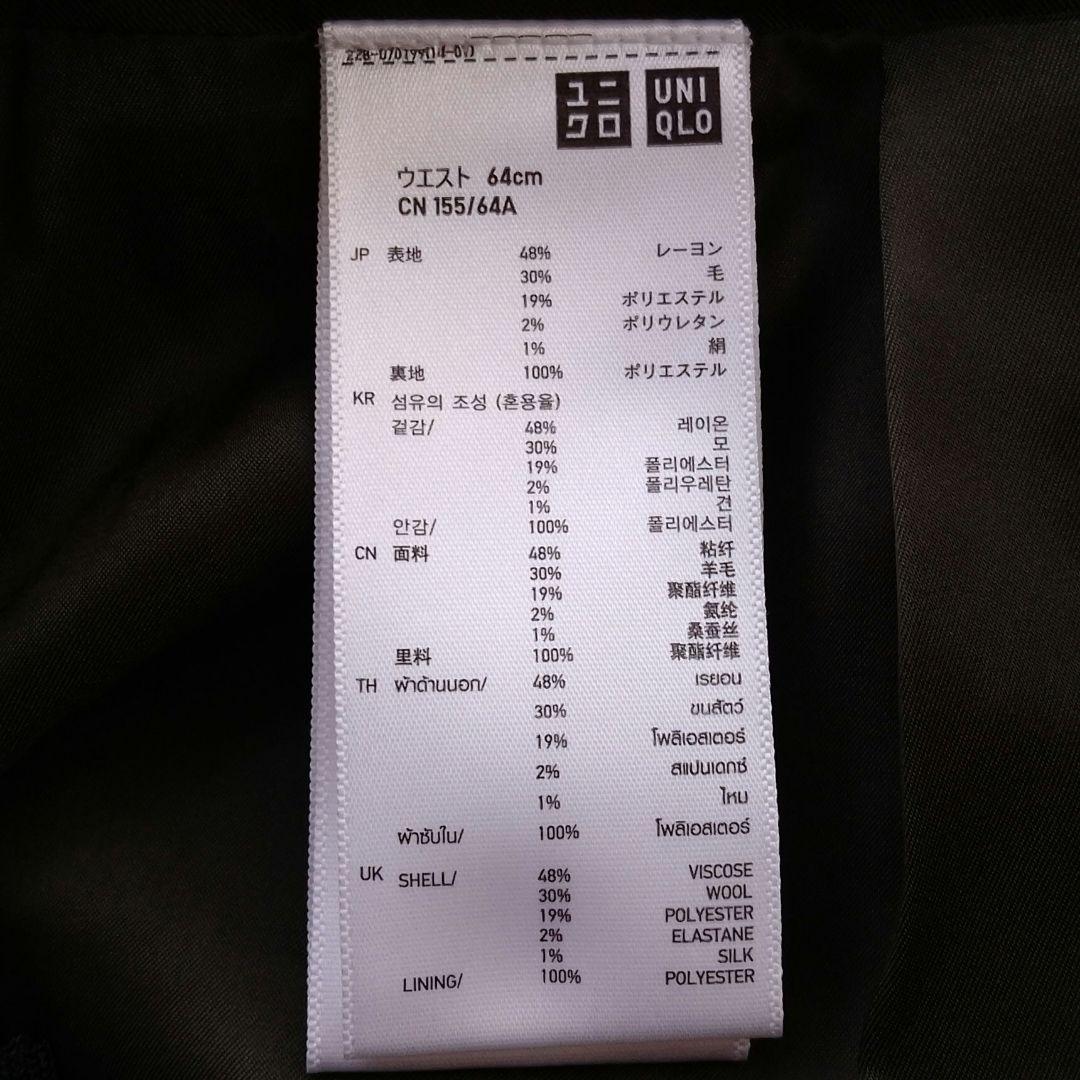 228-070199(14-01)
ユニ
クロ
UNI
QLO
ウエスト 64cm
CN 155/64A
JP 表地 48% レーヨン
30% 毛
19% ポリエステル
2% ポリウレタン
1% 絹
裏地 100% ポリエステル
KR 섬유의 조성 (혼용율)
겉감/ 48% 레이온
30% 모
19% 폴리에스터
2% 폴리우레탄
1% 견
안감/ 100% 폴리에스터
CN 面料 48% 粘纤
30% 羊毛
19% 聚酯纤维
2% 氨纶
1% 桑蚕丝
里料 100% 聚酯纤维
TH ผ้าด้านนอก/ 48% เรยอน
30% ขนสัตว์
19% โพลิเอสเตอร์
2% สแปนเดกซ์
1% ไหม
ผ้าซับใน/ 100% โพลิเอสเตอร์
UK SHELL/ 48% VISCOSE
30% WOOL
19% POLYESTER
2% ELASTANE
1% SILK
LINING/ 100% POLYESTER